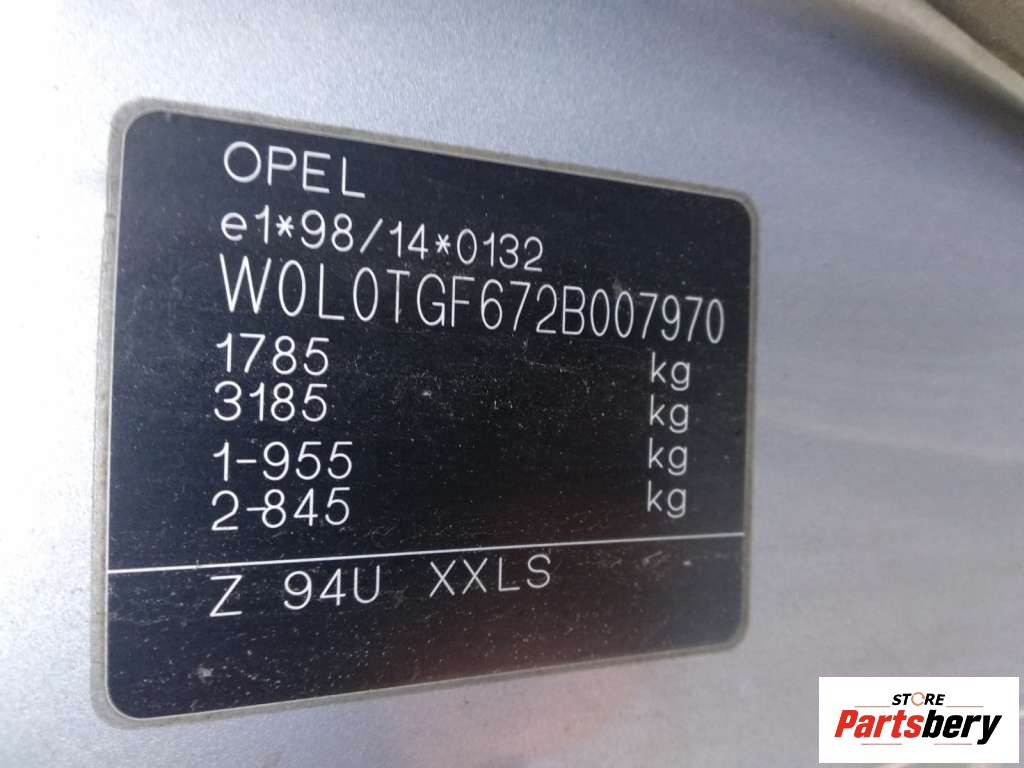 OPEL
e1*98/14*0132
W0L0TGF672B007970
1785 kg
3185 kg
1-955 kg
2-845 kg
Z 94U XXLS
STORE
Partsbery